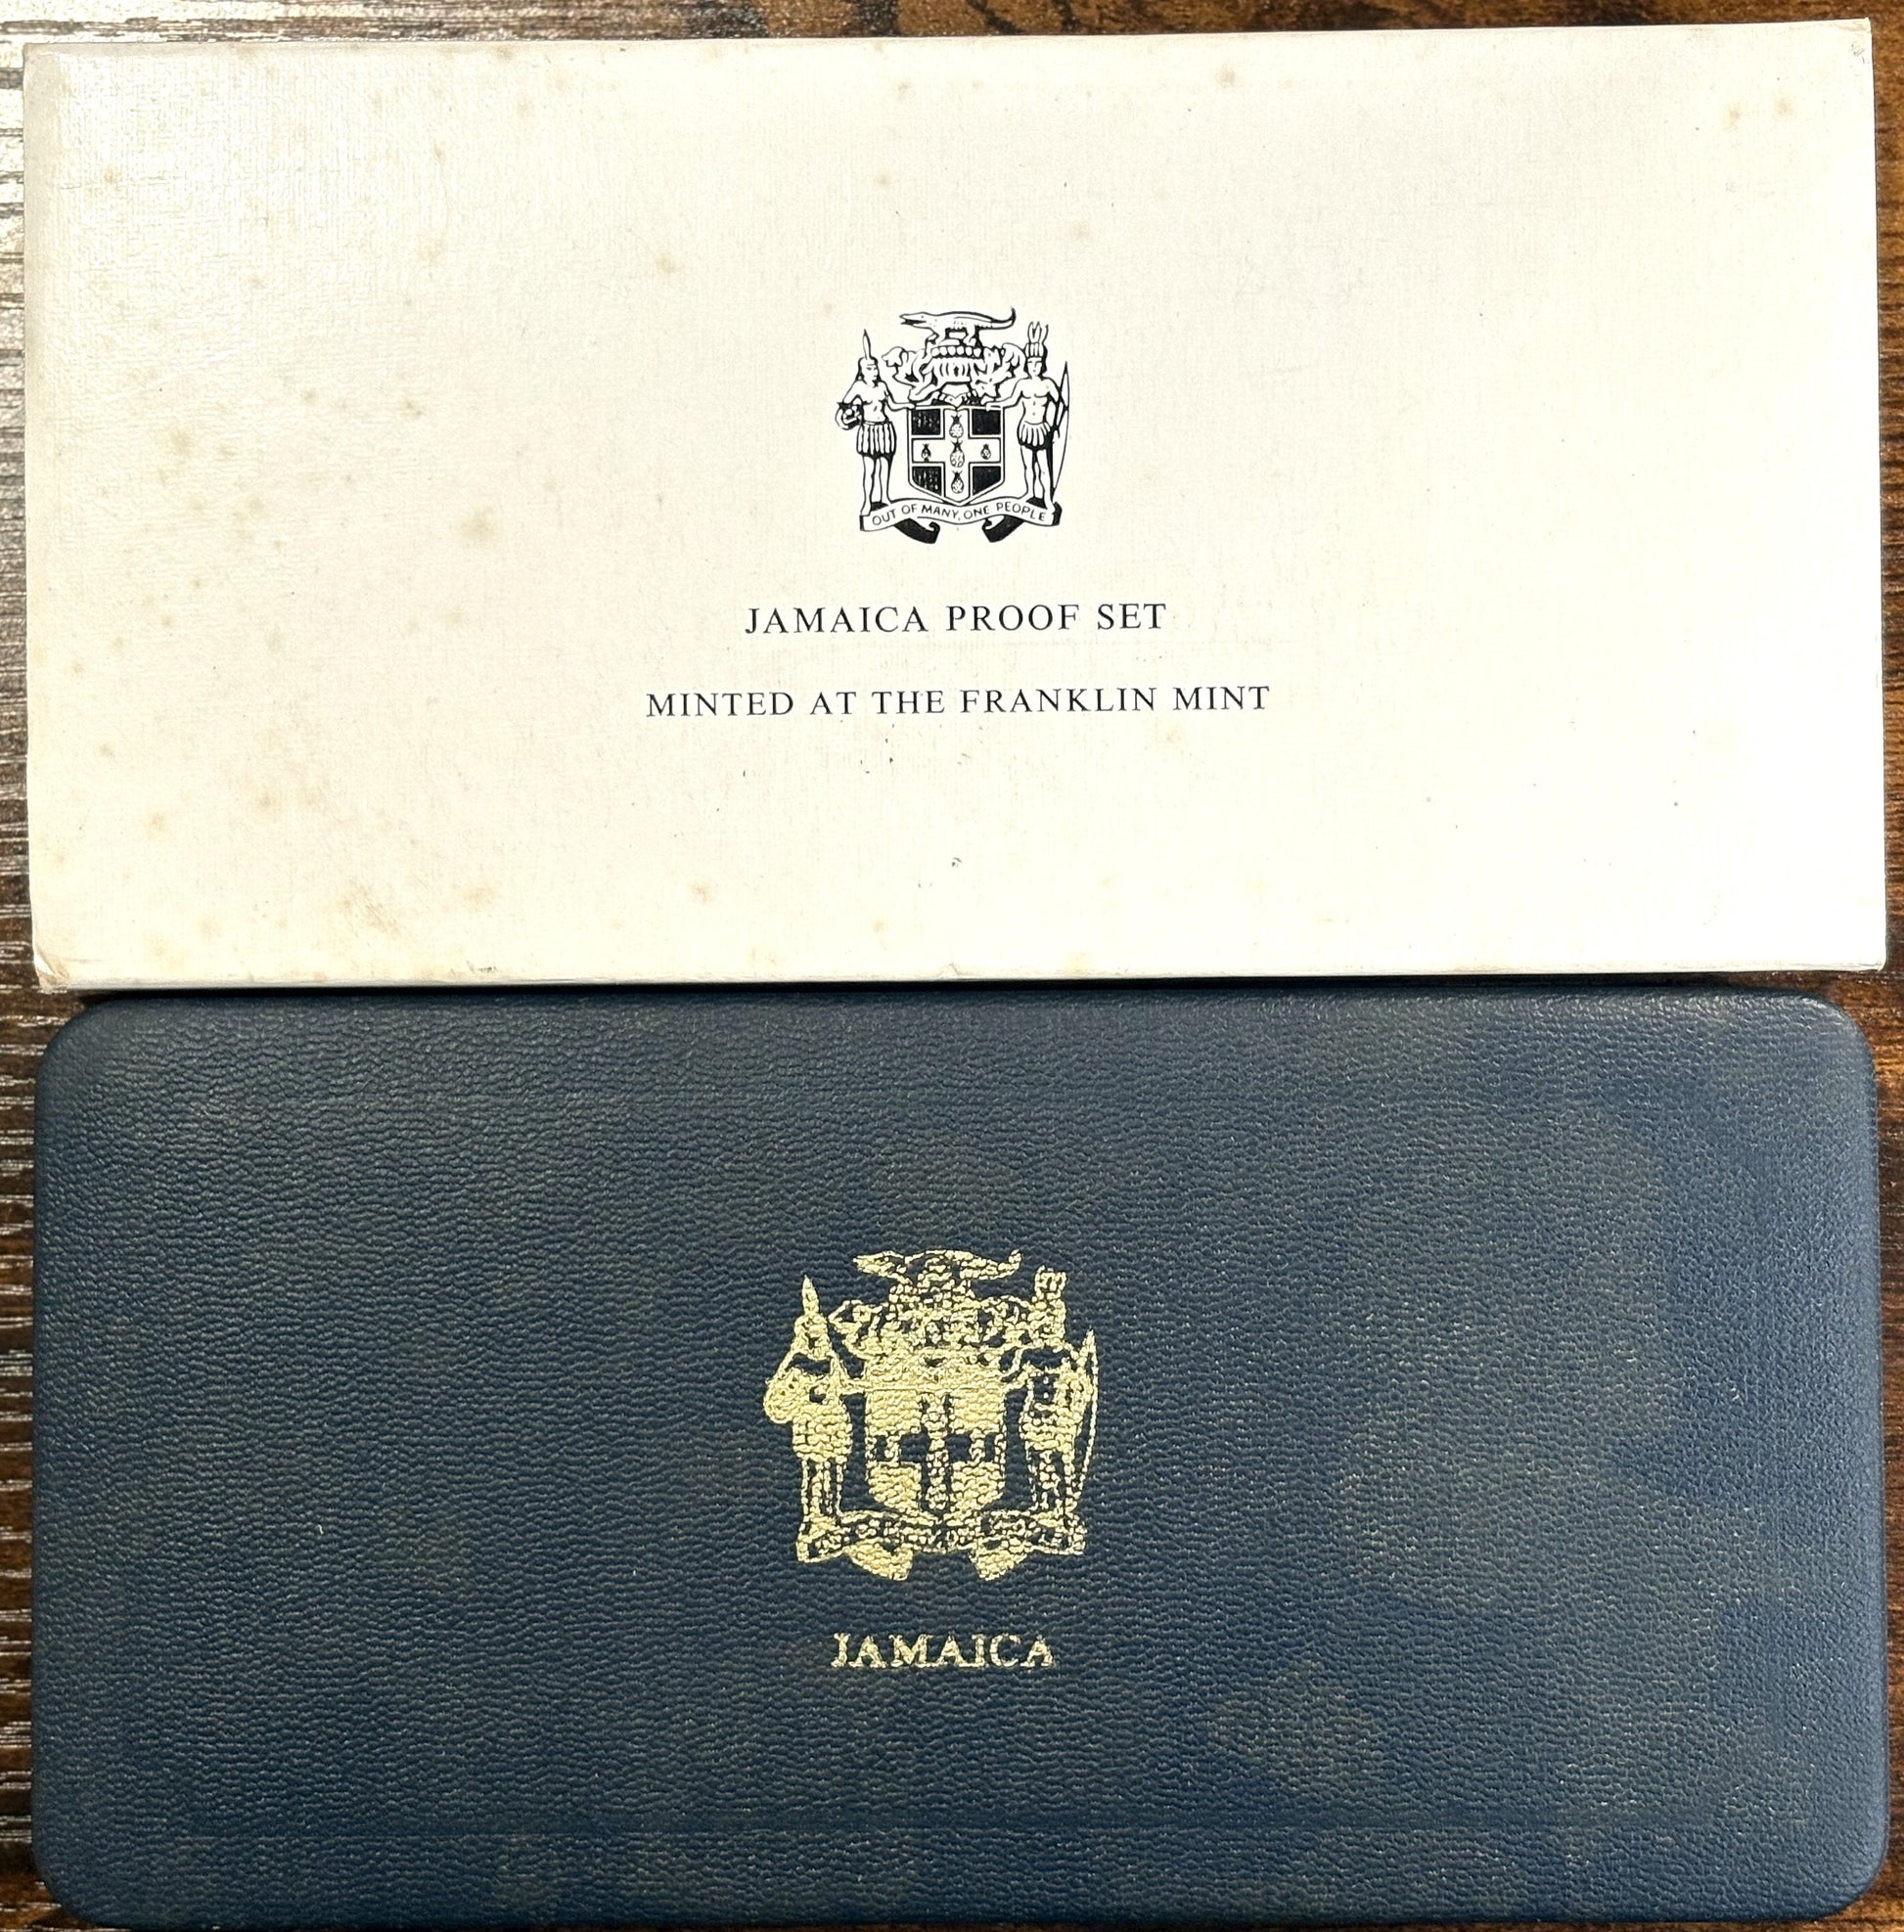 OUT OF MANY, ONE PEOPLE
JAMAICA PROOF SET
MINTED AT THE FRANKLIN MINT
JAMAICA